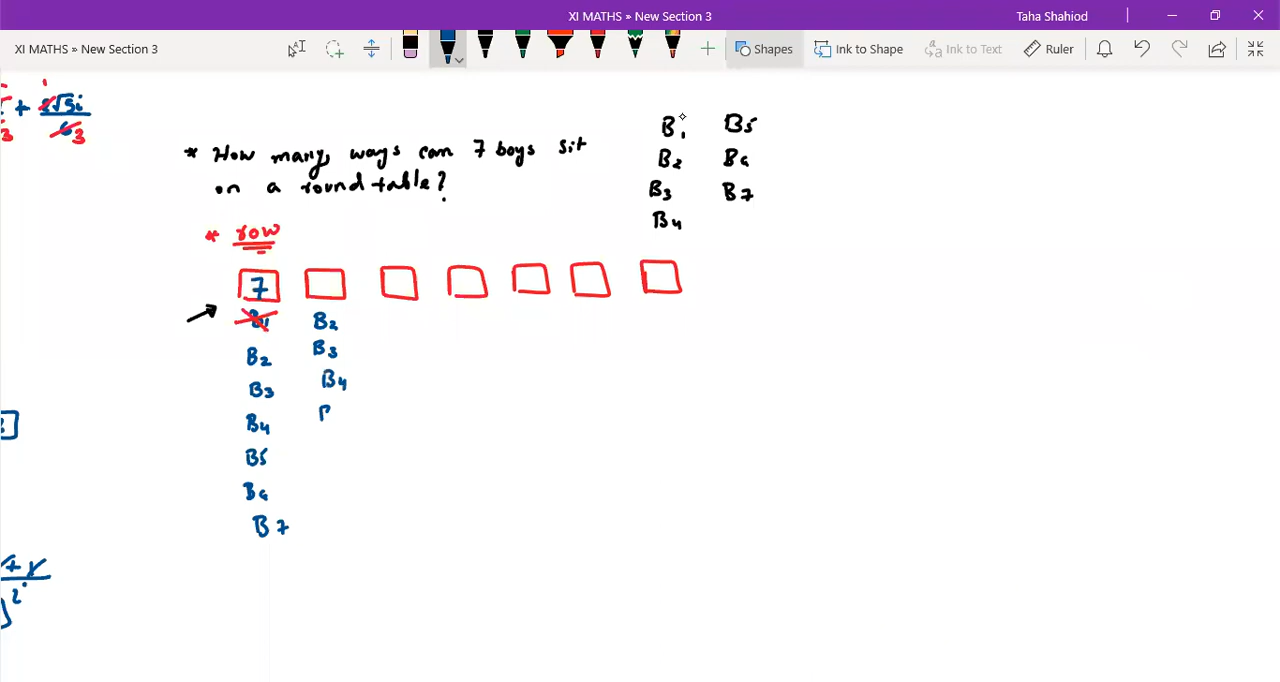 XI MATHS » New Section 3
Taha Shahiod
XI MATHS » New Section 3
Shapes
Ink to Shape
Ink to Text
Ruler
* How many ways can 7 boys sit
on a round table?
B1 B5
B2 B6
B3 B7
B4
* row
7
B1 B2
B2 B3
B3 B4
B4
B5
B6
B7